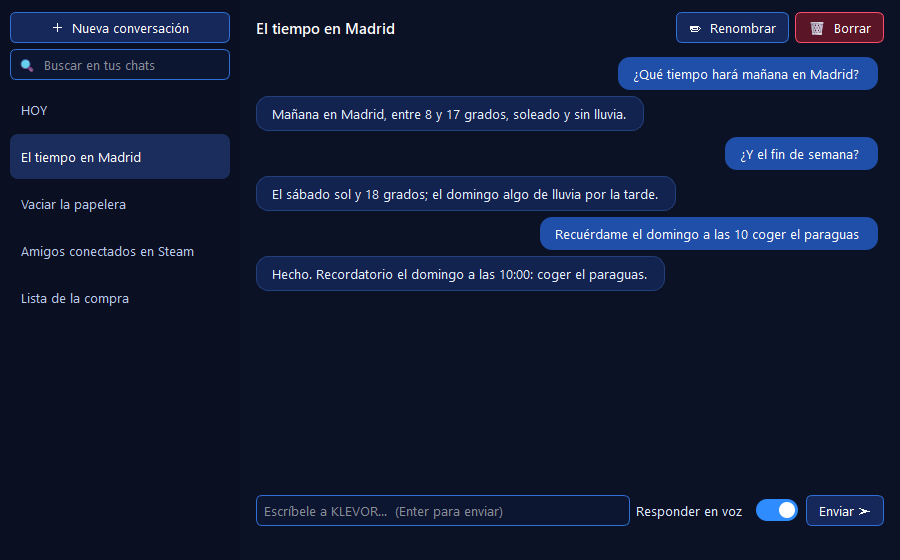 + Nueva conversación
Buscar en tus chats
HOY
El tiempo en Madrid
Vaciar la papelera
Amigos conectados en Steam
Lista de la compra
El tiempo en Madrid
Renombrar
Borrar
¿Qué tiempo hará mañana en Madrid?
Mañana en Madrid, entre 8 y 17 grados, soleado y sin lluvia.
¿Y el fin de semana?
El sábado sol y 18 grados; el domingo algo de lluvia por la tarde.
Recuérdame el domingo a las 10 coger el paraguas
Hecho. Recordatorio el domingo a las 10:00: coger el paraguas.
Escríbele a KLEVOR... (Enter para enviar)
Responder en voz
Enviar ➤